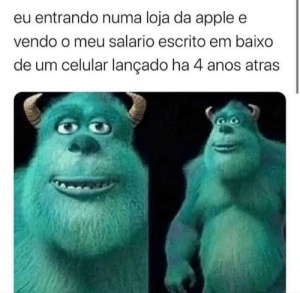 eu entrando numa loja da apple e
vendo o meu salario escrito em baixo
de um celular lançado ha 4 anos atras